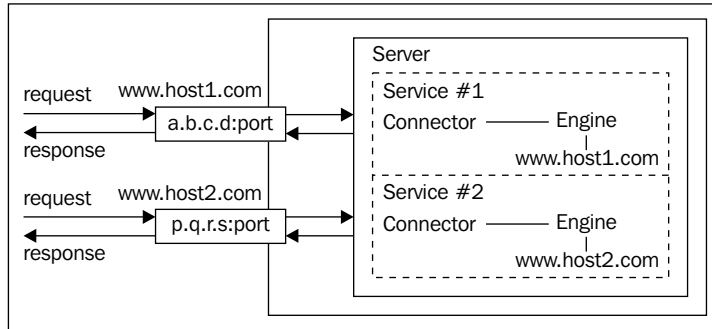 request
www.host1.com
a.b.c.d:port
response
request
www.host2.com
p.q.r.s:port
response
Server
Service #1
Connector
Engine
www.host1.com
Service #2
Connector
Engine
www.host2.com